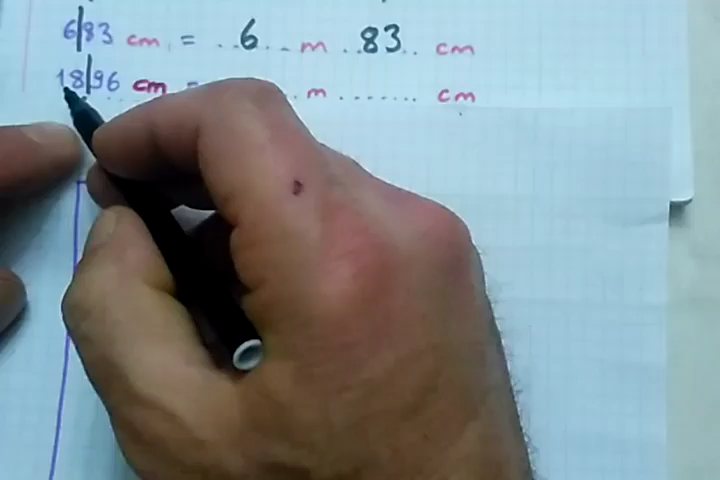 6|83 cm = ..6... m ..83.. cm
18|96 cm = ... m ....... cm